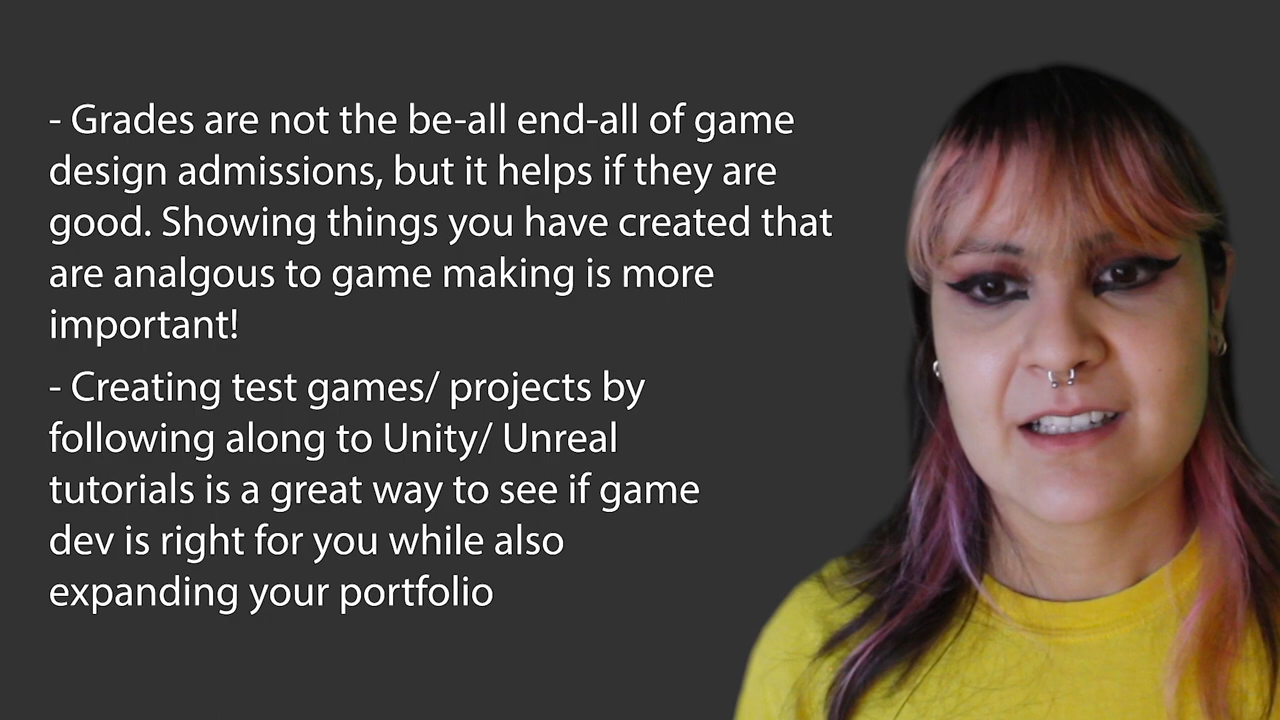 - Grades are not the be-all end-all of game
design admissions, but it helps if they are
good. Showing things you have created that
are analgous to game making is more
important!
- Creating test games/ projects by
following along to Unity/ Unreal
tutorials is a great way to see if game
dev is right for you while also
expanding your portfolio